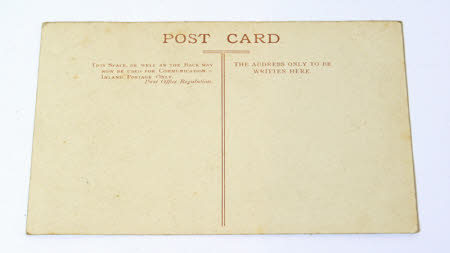 POST CARD
THIS SPACE, AS WELL AS THE BACK MAY
NOW BE USED FOR COMMUNICATION –
INLAND POSTAGE ONLY.
Post Office Regulation.
THE ADDRESS ONLY TO BE
WRITTEN HERE